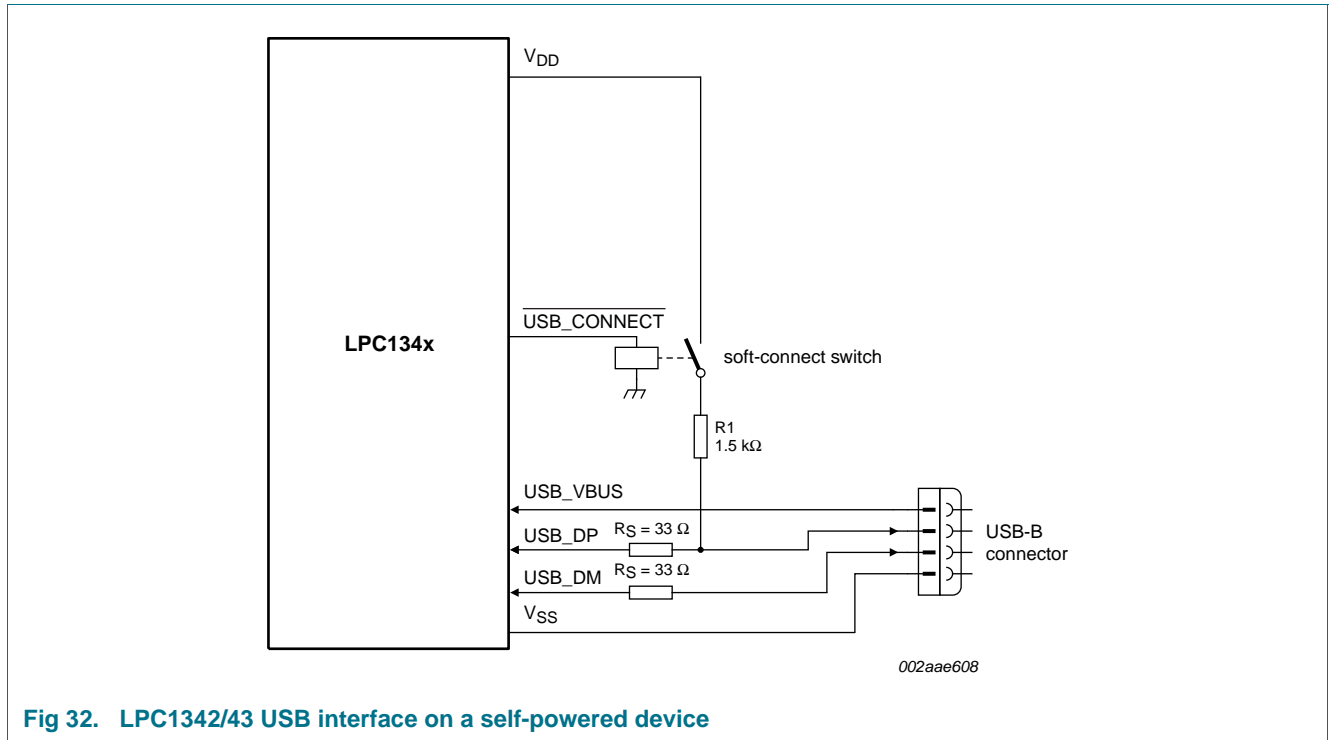 VDD
USB_CONNECT
LPC134x
soft-connect switch
R1
1.5 kΩ
USB_VBUS
USB_DP
RS = 33 Ω
USB-B
connector
USB_DM
RS = 33 Ω
VSS
002aae608
Fig 32. LPC1342/43 USB interface on a self-powered device